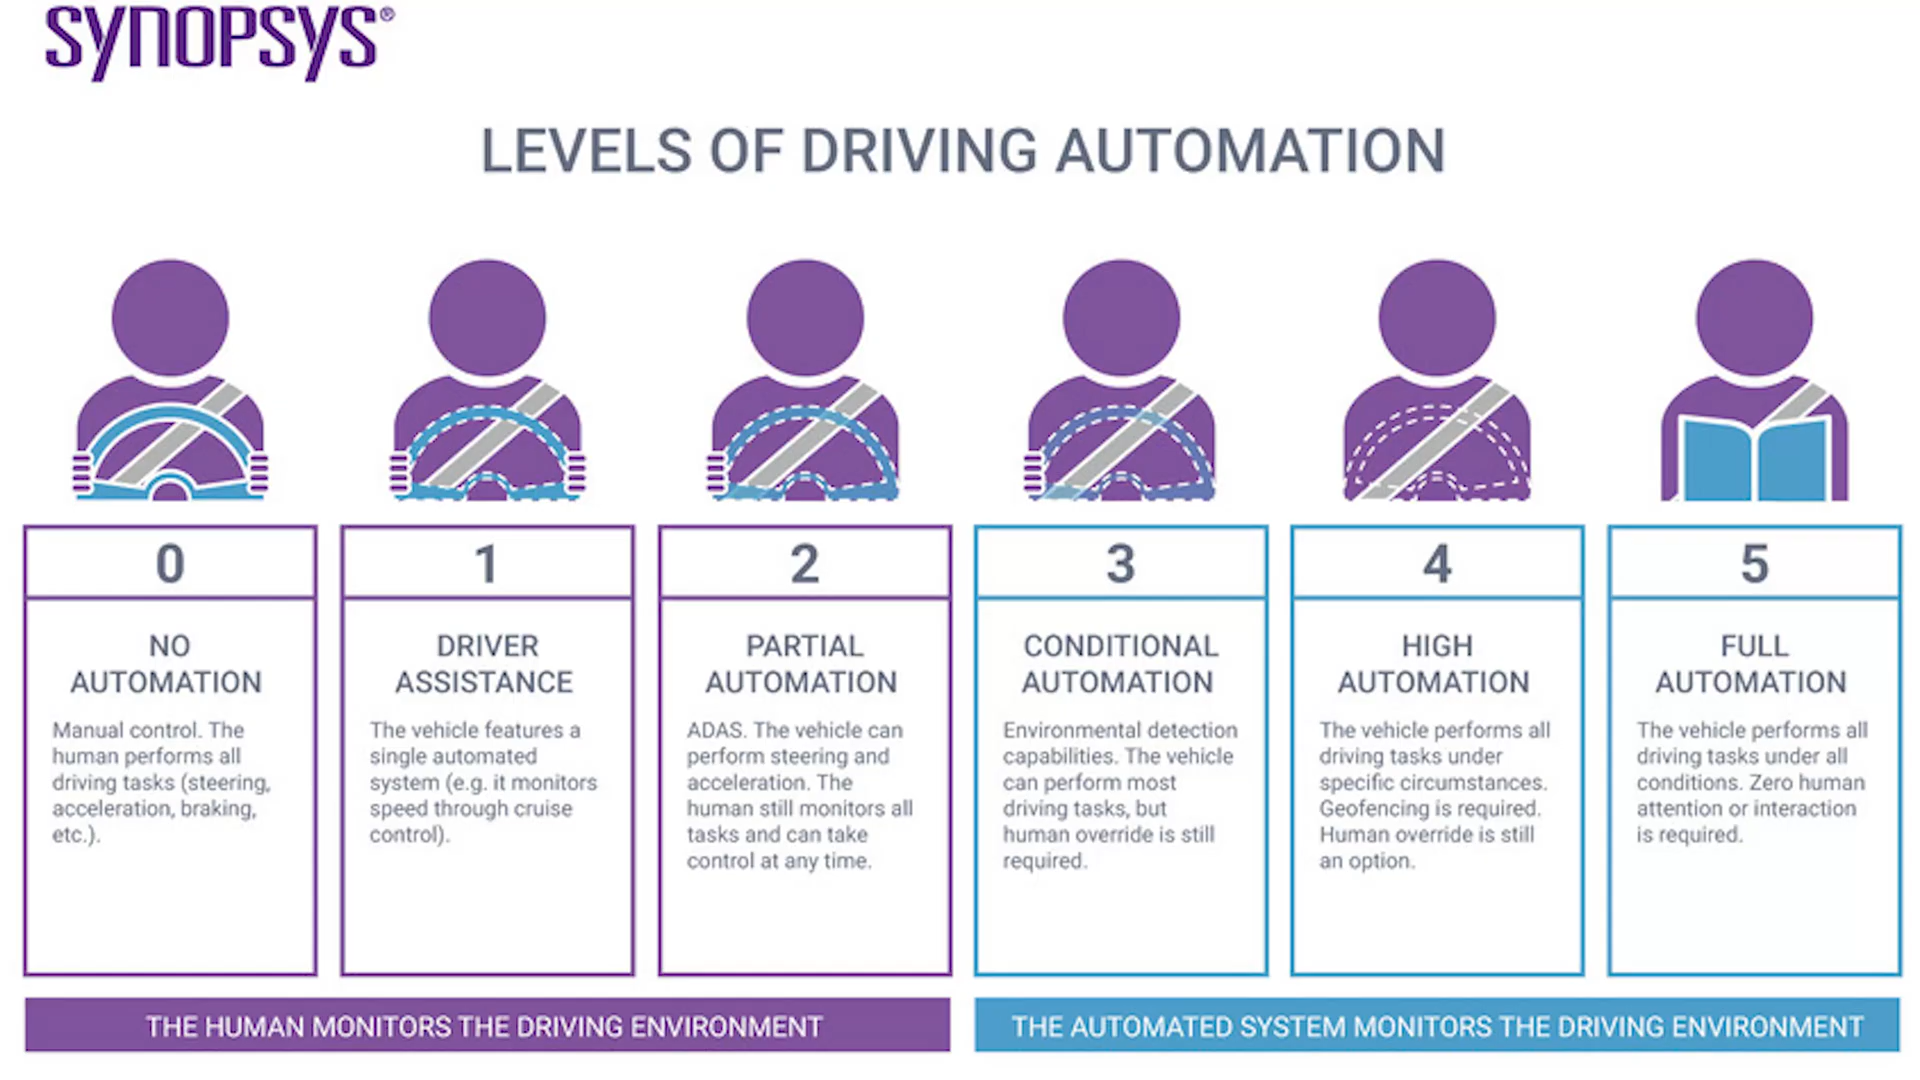 SYNOPSYS®
LEVELS OF DRIVING AUTOMATION
0
NO
AUTOMATION
Manual control. The
human performs all
driving tasks (steering,
acceleration, braking,
etc.).
1
DRIVER
ASSISTANCE
The vehicle features a
single automated
system (e.g. it monitors
speed through cruise
control).
2
PARTIAL
AUTOMATION
ADAS. The vehicle can
perform steering and
acceleration. The
human still monitors all
tasks and can take
control at any time.
3
CONDITIONAL
AUTOMATION
Environmental detection
capabilities. The vehicle
can perform most
driving tasks, but
human override is still
required.
4
HIGH
AUTOMATION
The vehicle performs all
driving tasks under
specific circumstances.
Geofencing is required.
Human override is still
an option.
5
FULL
AUTOMATION
The vehicle performs all
driving tasks under all
conditions. Zero human
attention or interaction
is required.
THE HUMAN MONITORS THE DRIVING ENVIRONMENT
THE AUTOMATED SYSTEM MONITORS THE DRIVING ENVIRONMENT